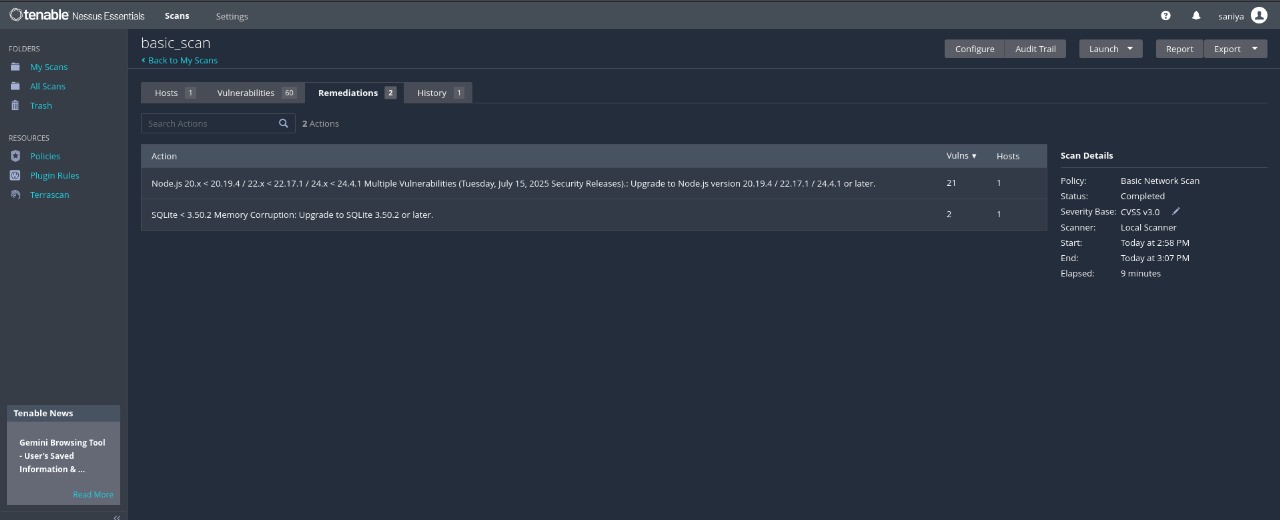 tenable Nessus Essentials Scans Settings saniya
FOLDERS
My Scans
All Scans
Trash
RESOURCES
Policies
Plugin Rules
Terrascan
Tenable News
Gemini Browsing Tool
- User's Saved
Information & ...
Read More
basic_scan
Back to My Scans
Configure Audit Trail Launch Report Export
Hosts 1 Vulnerabilities 60 Remediations 2 History 1
Search Actions 2 Actions
Action Vulns Hosts
Node.js 20.x < 20.19.4 / 22.x < 22.17.1 / 24.x < 24.4.1 Multiple Vulnerabilities (Tuesday, July 15, 2025 Security Releases).: Upgrade to Node.js version 20.19.4 / 22.17.1 / 24.4.1 or later. 21 1
SQLite < 3.50.2 Memory Corruption: Upgrade to SQLite 3.50.2 or later. 2 1
Scan Details
Policy: Basic Network Scan
Status: Completed
Severity Base: CVSS v3.0
Scanner: Local Scanner
Start: Today at 2:58 PM
End: Today at 3:07 PM
Elapsed: 9 minutes